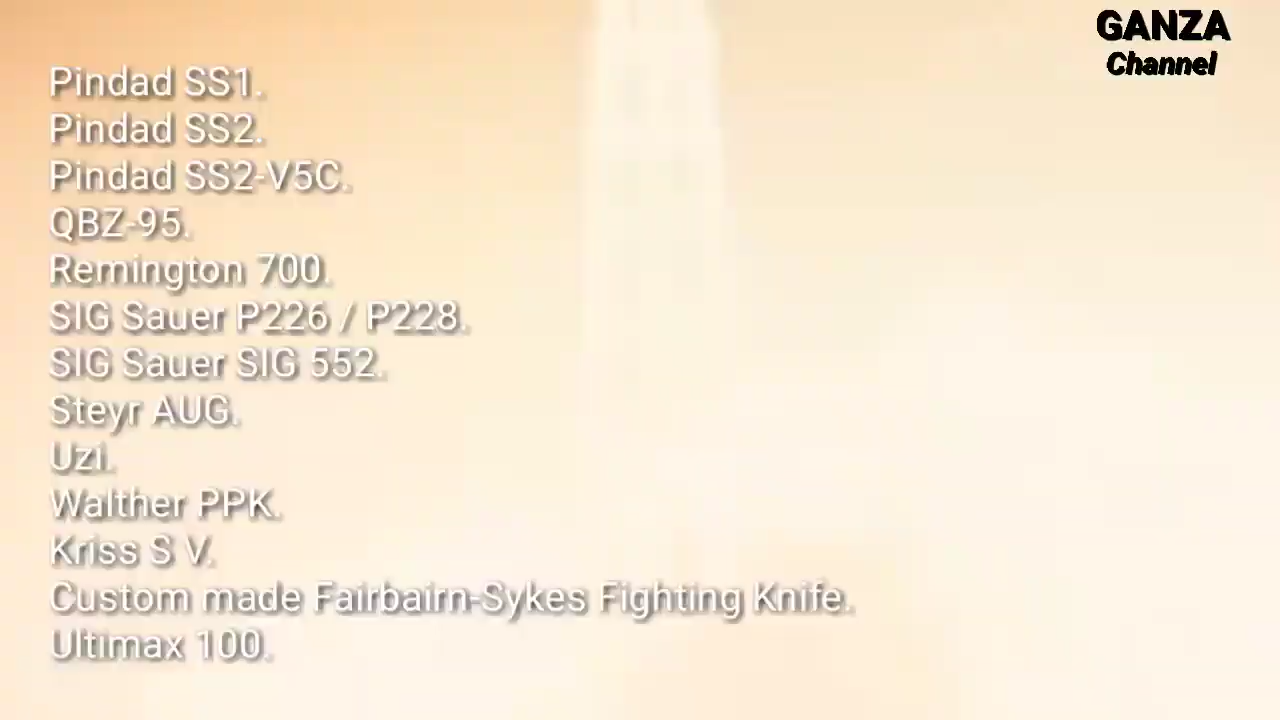 GANZA
Channel
Pindad SS1.
Pindad SS2.
Pindad SS2-V5C.
QBZ-95.
Remington 700.
SIG Sauer P226 / P228.
SIG Sauer SIG 552.
Steyr AUG.
Uzi.
Walther PPK.
Kriss S V.
Custom made Fairbairn-Sykes Fighting Knife.
Ultimax 100.